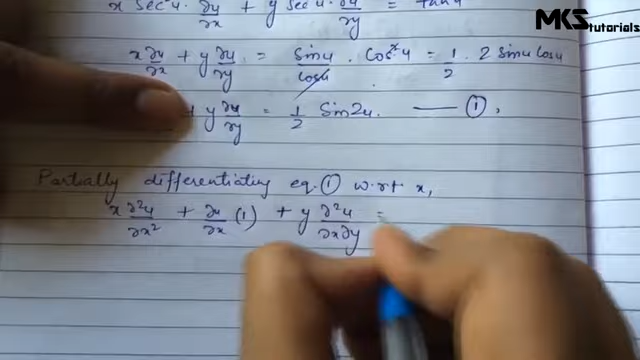 MKS tutorials
x sec²u. ∂u/∂x + y sec²u. ∂u/∂y = tan u
x ∂u/∂x + y ∂u/∂y = sin u/cos u . cos²u = 1/2 . 2 sin u cos u
+ y ∂u/∂y = 1/2 sin 2u. —— ①,
Partially differentiating eq. ① w.r.t x,
x ∂²u/∂x² + ∂u/∂x (1) + y ∂²u/∂x∂y =